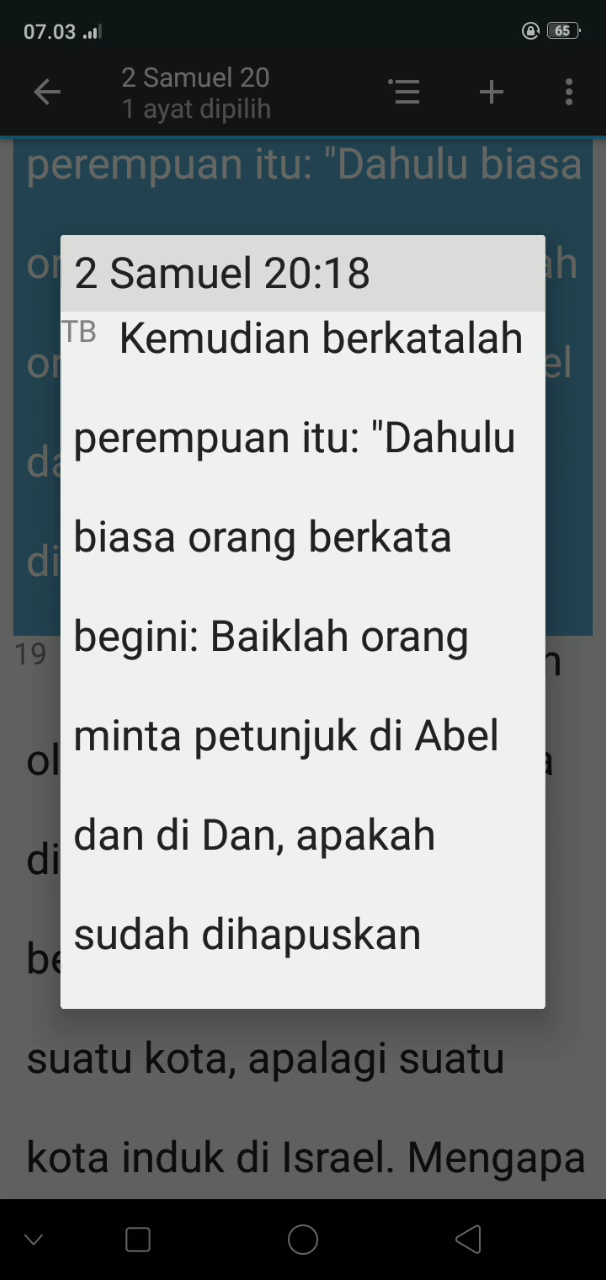 07.03
65
2 Samuel 20
1 ayat dipilih
perempuan itu: "Dahulu biasa
2 Samuel 20:18
TB Kemudian berkatalah
perempuan itu: "Dahulu
biasa orang berkata
begini: Baiklah orang
minta petunjuk di Abel
dan di Dan, apakah
sudah dihapuskan
19
suatu kota, apalagi suatu
kota induk di Israel. Mengapa